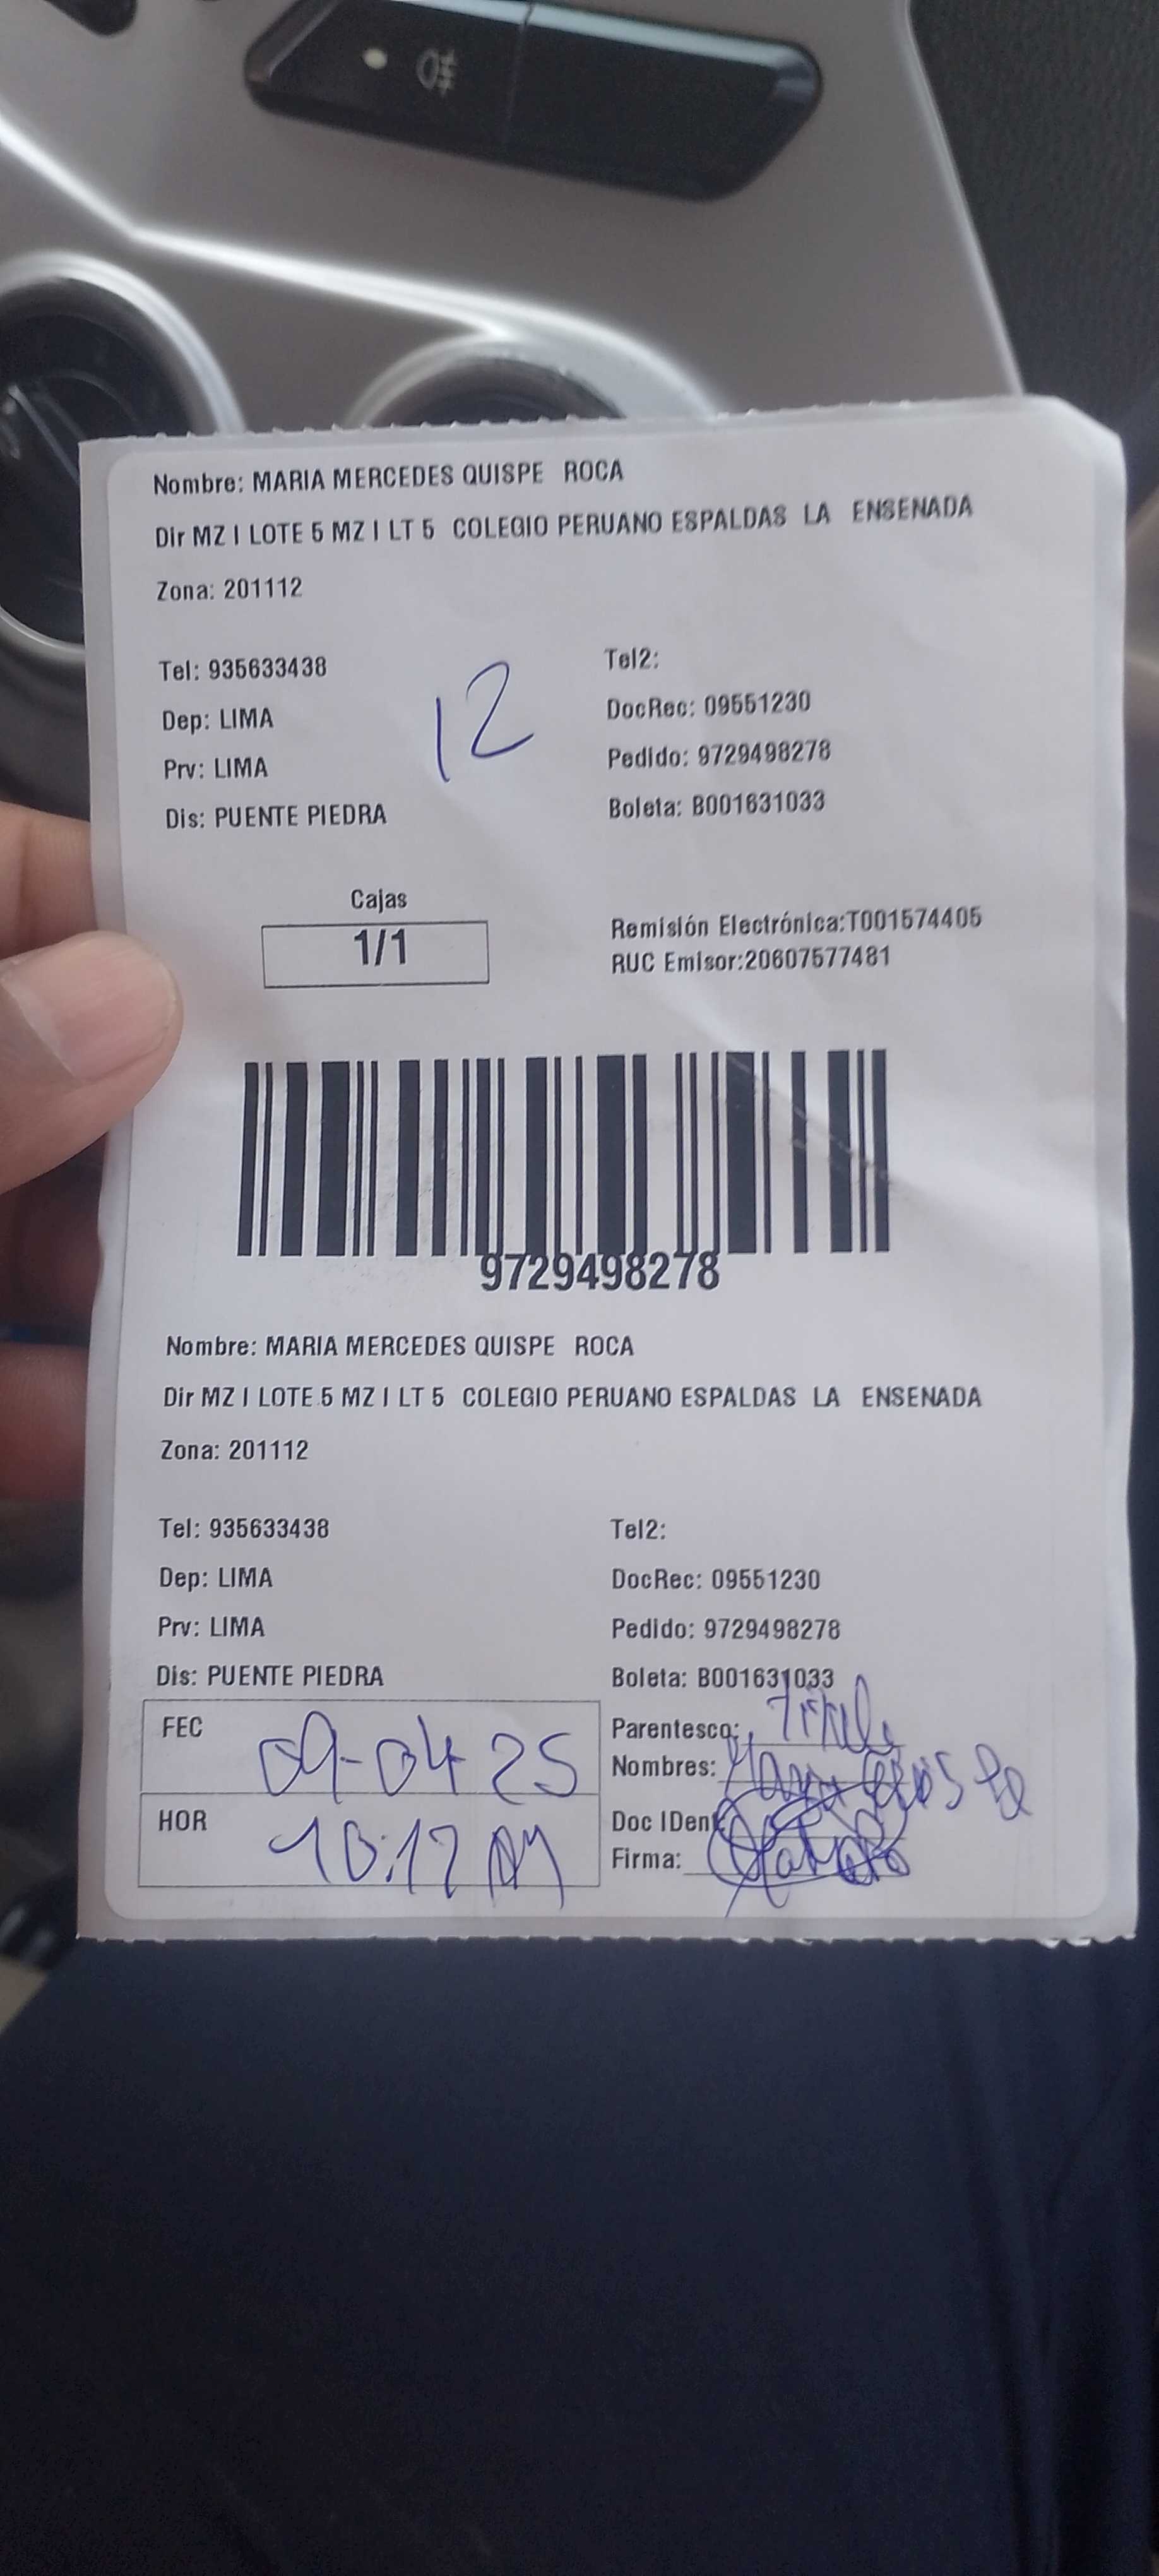 Nombre: MARIA MERCEDES QUISPE ROCA
Dir MZ I LOTE 5 MZ I LT 5 COLEGIO PERUANO ESPALDAS LA ENSENADA
Zona: 201112
Tel: 935633438
Tel2:
Dep: LIMA
DocRec: 09551230
Prv: LIMA
Pedido: 9729498278
Dis: PUENTE PIEDRA
Boleta: B001631033
12
Cajas
1/1
Remisión Electrónica:T001574405
RUC Emisor:20607577481
9729498278
Nombre: MARIA MERCEDES QUISPE ROCA
Dir MZ I LOTE 5 MZ I LT 5 COLEGIO PERUANO ESPALDAS LA ENSENADA
Zona: 201112
Tel: 935633438
Tel2:
Dep: LIMA
DocRec: 09551230
Prv: LIMA
Pedido: 9729498278
Dis: PUENTE PIEDRA
Boleta: B001631033
FEC 09-04-25
Parentesco:
Nombres:
HOR 10:12 AM
Doc IDent
Firma: